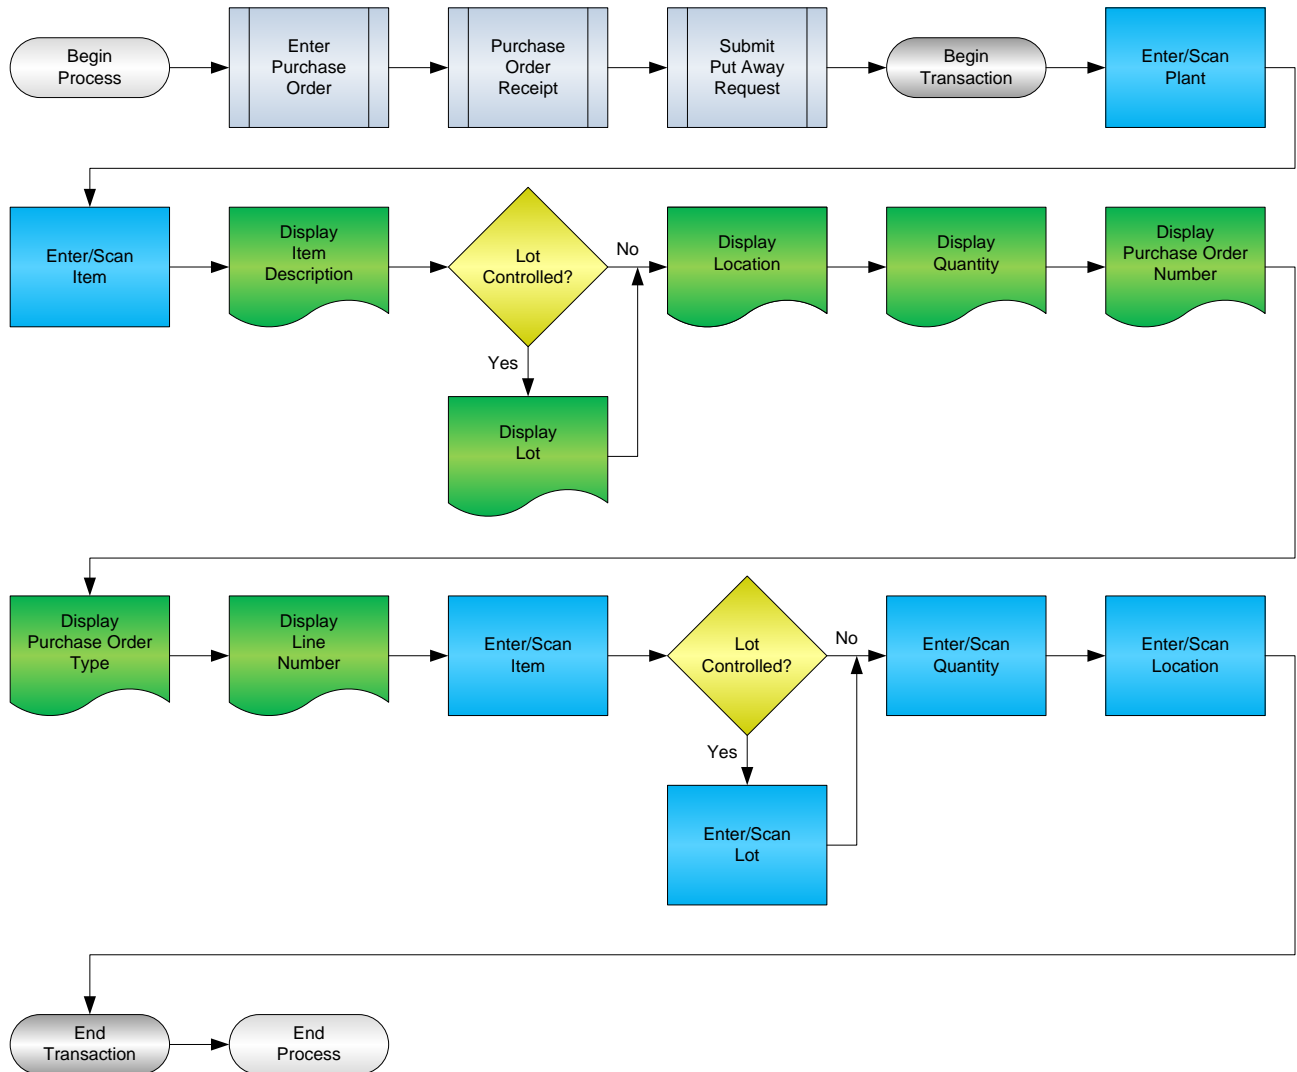 Begin
Process
Enter
Purchase
Order
Purchase
Order
Receipt
Submit
Put Away
Request
Begin
Transaction
Enter/Scan
Plant
Enter/Scan
Item
Display
Item
Description
Lot
Controlled?
No
Yes
Display
Lot
Display
Location
Display
Quantity
Display
Purchase Order
Number
Display
Purchase Order
Type
Display
Line
Number
Enter/Scan
Item
Lot
Controlled?
No
Yes
Enter/Scan
Lot
Enter/Scan
Quantity
Enter/Scan
Location
End
Transaction
End
Process